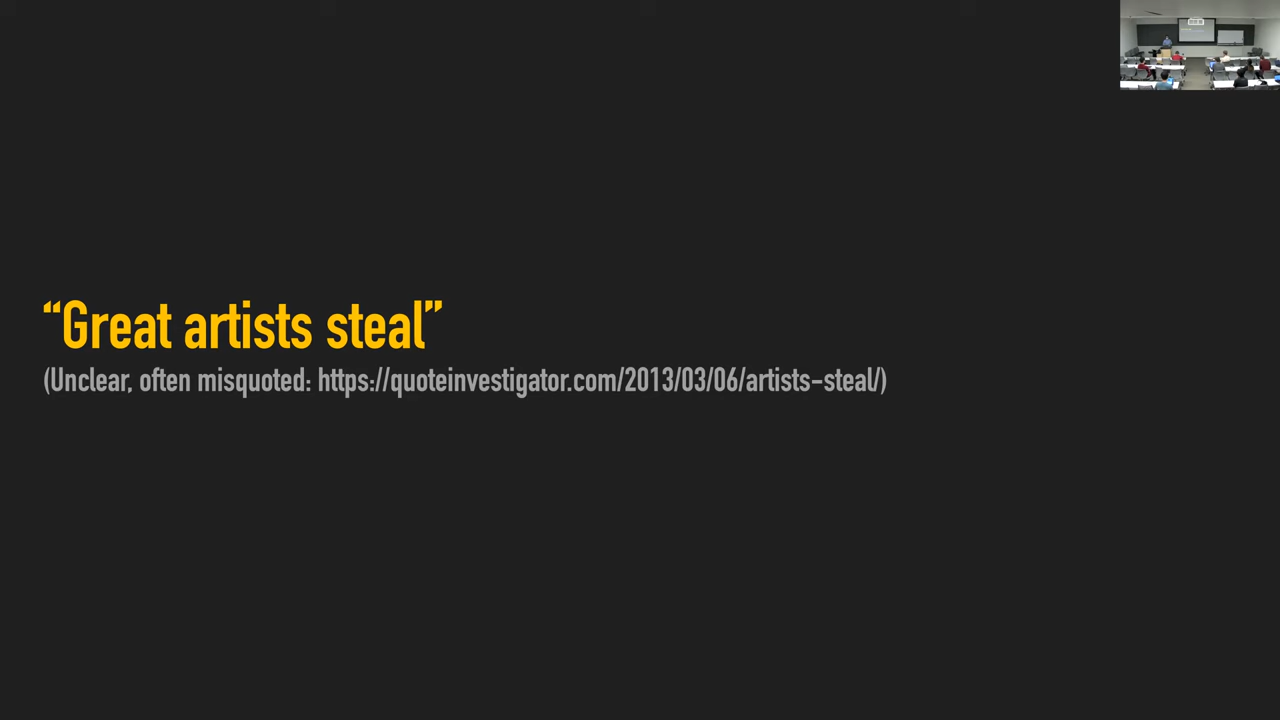 “Great artists steal”
(Unclear, often misquoted: https://quoteinvestigator.com/2013/03/06/artists-steal/)